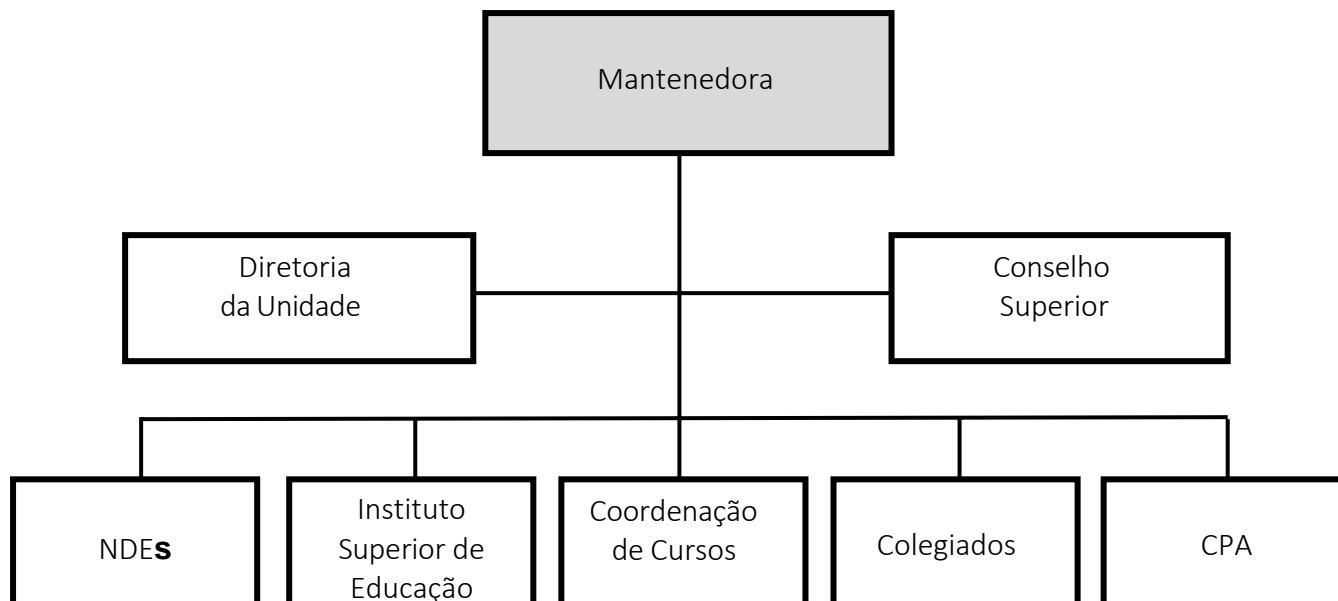 Mantenedora
Diretoria
da Unidade
Conselho
Superior
NDEs
Instituto
Superior de
Educação
Coordenação
de Cursos
Colegiados
CPA